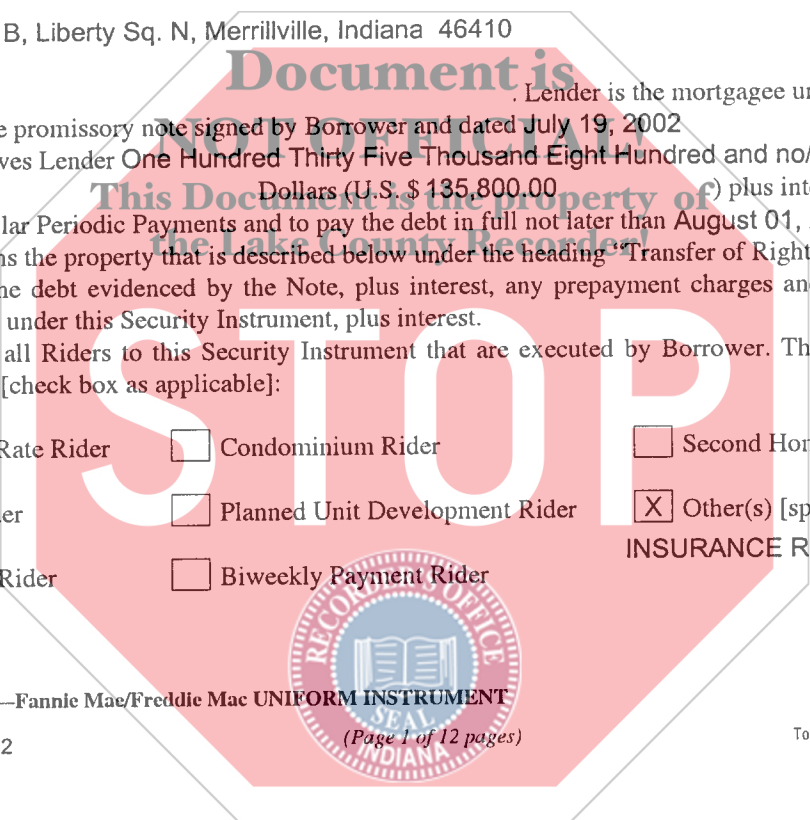 B, Liberty Sq. N, Merrillville, Indiana 46410
Document is
. Lender is the mortgagee un
e promissory note signed by Borrower and dated July 19, 2002
NOT OFFICIAL!
ves Lender One Hundred Thirty Five Thousand Eight Hundred and no/
This Document is the property of
Dollars (U.S. $ 135,800.00 ) plus inte
lar Periodic Payments and to pay the debt in full not later than August 01,
the Lake County Recorder!
ns the property that is described below under the heading "Transfer of Right
he debt evidenced by the Note, plus interest, any prepayment charges an
under this Security Instrument, plus interest.
all Riders to this Security Instrument that are executed by Borrower. Th
[check box as applicable]:
STOP
Rate Rider Condominium Rider Second Hon
er Planned Unit Development Rider X Other(s) [sp
INSURANCE R
Rider Biweekly Payment Rider
RECORDER'S OFFICE
—Fannie Mae/Freddie Mac UNIFORM INSTRUMENT
SEAL
(Page 1 of 12 pages)
2 To
INDIANA